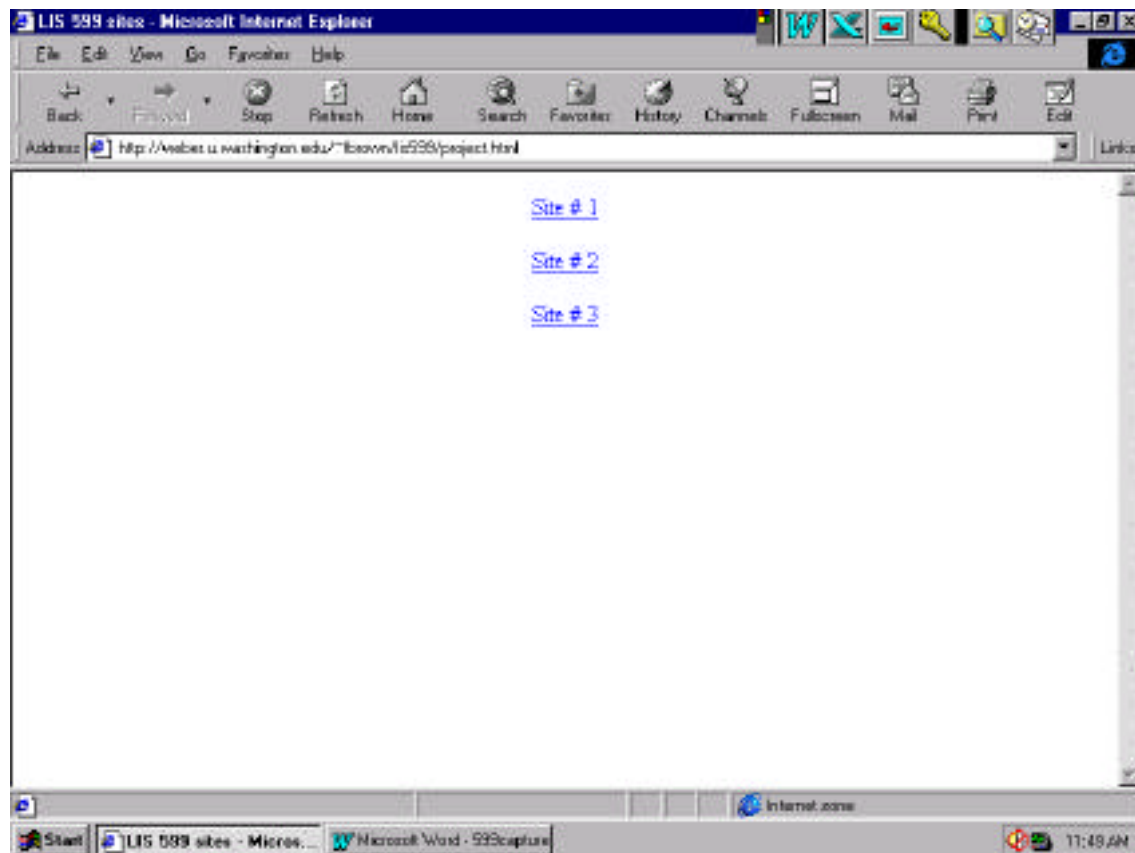 LIS 599 sites - Microsoft Internet Explorer
File Edit View Go Favorites Help
Back Forward Stop Refresh Home Search Favorites History Channels Fullscreen Mail Print Edit
Address http://weber.u.washington.edu/~tbrown/lis599/project.html Links
Site # 1
Site # 2
Site # 3
Internet zone
Start LIS 599 sites - Micros... Microsoft Word - 599capture 11:49 AM